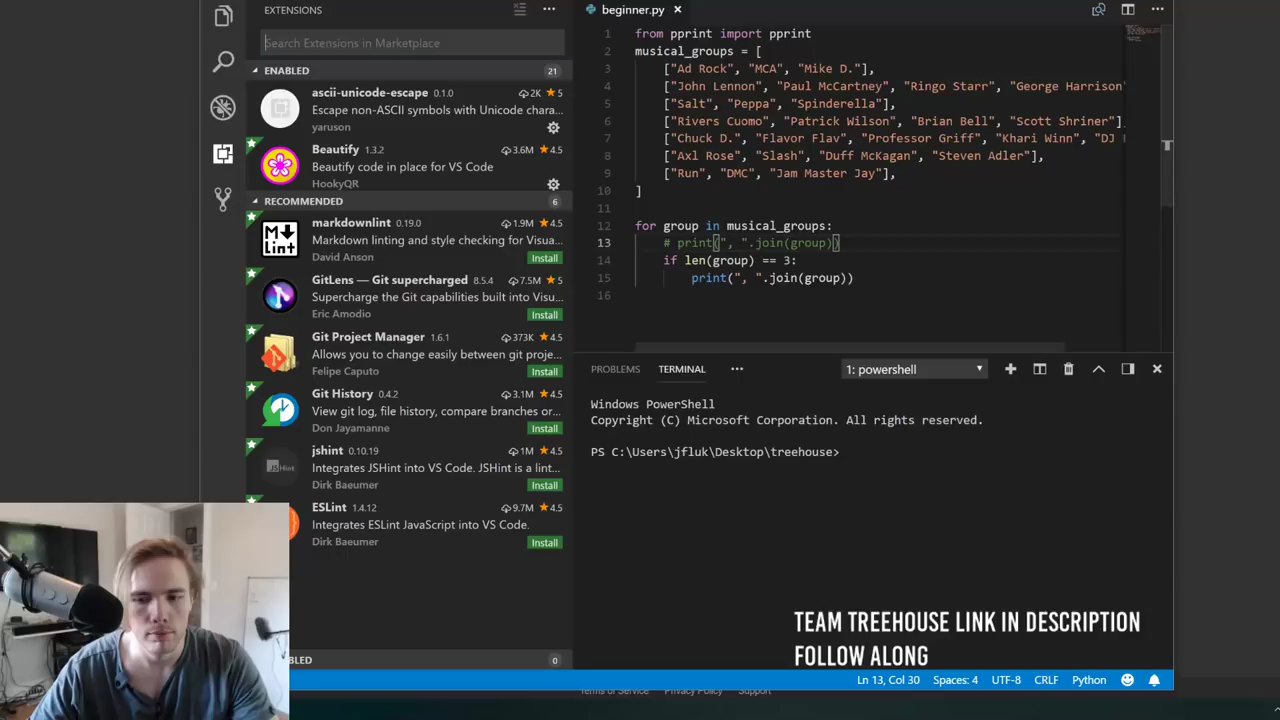 EXTENSIONS
Search Extensions in Marketplace
ENABLED 21
ascii-unicode-escape 0.1.0 2K 5
Escape non-ASCII symbols with Unicode chara...
yaruson
Beautify 1.3.2 3.6M 4.5
Beautify code in place for VS Code
HookyQR
RECOMMENDED 6
markdownlint 0.19.0 1.9M 4.5
Markdown linting and style checking for Visua...
David Anson Install
GitLens — Git supercharged 8.5.4 7.5M 5
Supercharge the Git capabilities built into Visu...
Eric Amodio Install
Git Project Manager 1.6.1 373K 4.5
Allows you to change easily between git proje...
Felipe Caputo Install
Git History 0.4.2 3.1M 4.5
View git log, file history, compare branches or...
Don Jayamanne Install
jshint 0.10.19 1M 4.5
Integrates JSHint into VS Code. JSHint is a lint...
Dirk Baeumer Install
ESLint 1.4.12 9.7M 4.5
Integrates ESLint JavaScript into VS Code.
Dirk Baeumer Install
BLED 0
beginner.py
1 from pprint import pprint
2 musical_groups = [
3 ["Ad Rock", "MCA", "Mike D."],
4 ["John Lennon", "Paul McCartney", "Ringo Starr", "George Harrison"
5 ["Salt", "Peppa", "Spinderella"],
6 ["Rivers Cuomo", "Patrick Wilson", "Brian Bell", "Scott Shriner"],
7 ["Chuck D.", "Flavor Flav", "Professor Griff", "Khari Winn", "DJ
8 ["Axl Rose", "Slash", "Duff McKagan", "Steven Adler"],
9 ["Run", "DMC", "Jam Master Jay"],
10 ]
11
12 for group in musical_groups:
13 # print(", ".join(group))
14 if len(group) == 3:
15 print(", ".join(group))
16
PROBLEMS TERMINAL 1: powershell
Windows PowerShell
Copyright (C) Microsoft Corporation. All rights reserved.
PS C:\Users\jfluk\Desktop\treehouse>
TEAM TREEHOUSE LINK IN DESCRIPTION
FOLLOW ALONG
Ln 13, Col 30 Spaces: 4 UTF-8 CRLF Python
Terms of Service Privacy Policy Support